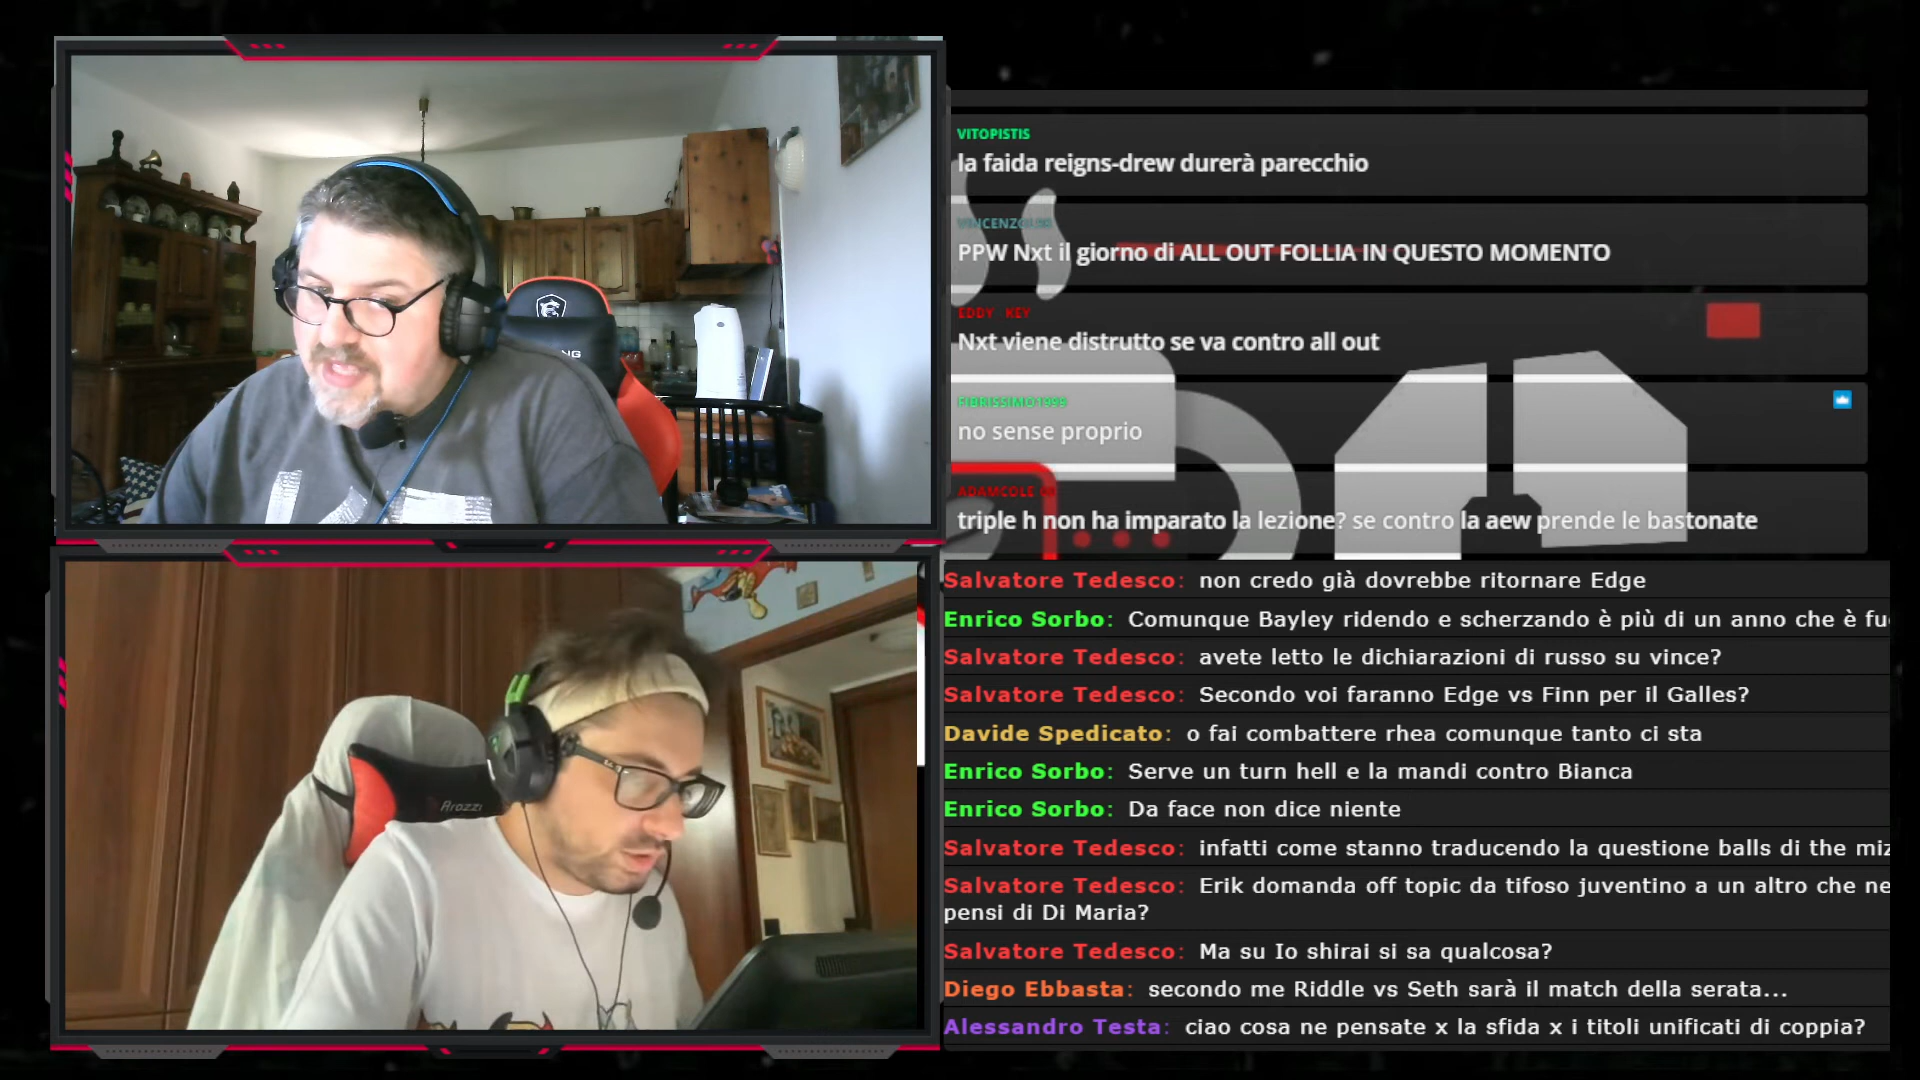 VITOPISTIS
la faida reigns-drew durerà parecchio
PPW Nxt il giorno di ALL OUT FOLLIA IN QUESTO MOMENTO
EDDY_KEY
Nxt viene distrutto se va contro all out
FIBRISSIMO1999
no sense proprio
ADAMCOLE
triple h non ha imparato la lezione? se contro la aew prende le bastonate
Salvatore Tedesco: non credo già dovrebbe ritornare Edge
Enrico Sorbo: Comunque Bayley ridendo e scherzando è più di un anno che è fu
Salvatore Tedesco: avete letto le dichiarazioni di russo su vince?
Salvatore Tedesco: Secondo voi faranno Edge vs Finn per il Galles?
Davide Spedicato: o fai combattere rhea comunque tanto ci sta
Enrico Sorbo: Serve un turn hell e la mandi contro Bianca
Enrico Sorbo: Da face non dice niente
Salvatore Tedesco: infatti come stanno traducendo la questione balls di the miz
Salvatore Tedesco: Erik domanda off topic da tifoso juventino a un altro che ne
pensi di Di Maria?
Salvatore Tedesco: Ma su Io shirai si sa qualcosa?
Diego Ebbasta: secondo me Riddle vs Seth sarà il match della serata...
Alessandro Testa: ciao cosa ne pensate x la sfida x i titoli unificati di coppia?
Arozzi